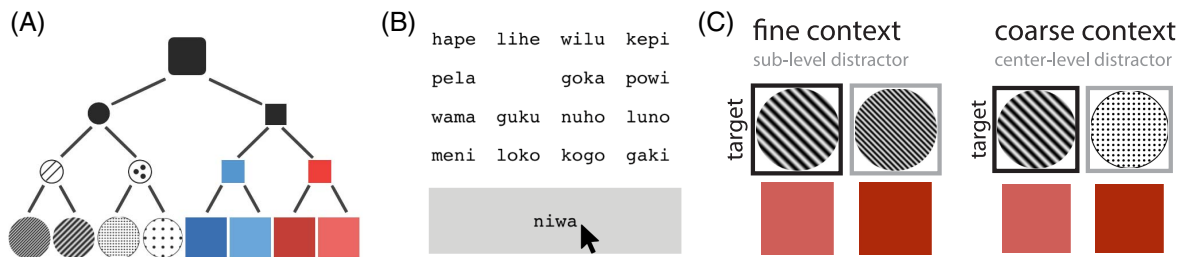 (A)
(B)
hape lihe wilu kepi
pela goka powi
wama guku nuho luno
meni loko kogo gaki
niwa
(C)
fine context
sub-level distractor
target
coarse context
center-level distractor
target